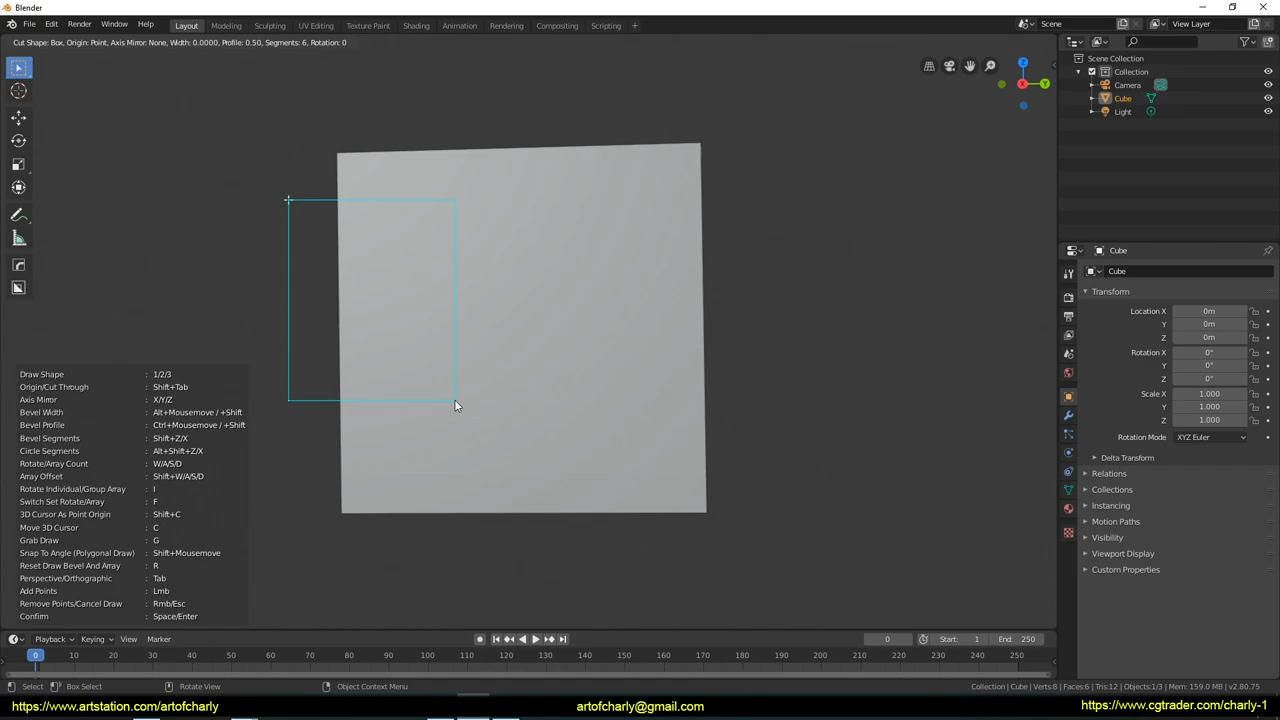 Blender
File Edit Render Window Help Layout Modeling Sculpting UV Editing Texture Paint Shading Animation Rendering Compositing Scripting + Scene View Layer
Cut Shape: Box, Origin: Point, Axis Mirror: None, Width: 0.0000, Profile: 0.50, Segments: 6, Rotation: 0
Z
X
Y
Scene Collection
Collection
Camera
Cube
Light
Cube
Cube
Transform
Location X 0m
Y 0m
Z 0m
Rotation X 0°
Y 0°
Z 0°
Scale X 1.000
Y 1.000
Z 1.000
Rotation Mode XYZ Euler
Delta Transform
Relations
Collections
Instancing
Motion Paths
Visibility
Viewport Display
Custom Properties
Draw Shape : 1/2/3
Origin/Cut Through : Shift+Tab
Axis Mirror : X/Y/Z
Bevel Width : Alt+Mousemove / +Shift
Bevel Profile : Ctrl+Mousemove / +Shift
Bevel Segments : Shift+Z/X
Circle Segments : Alt+Shift+Z/X
Rotate/Array Count : W/A/S/D
Array Offset : Shift+W/A/S/D
Rotate Individual/Group Array : I
Switch Set Rotate/Array : F
3D Cursor As Point Origin : Shift+C
Move 3D Cursor : C
Grab Draw : G
Snap To Angle (Polygonal Draw) : Shift+Mousemove
Reset Draw Bevel And Array : R
Perspective/Orthographic : Tab
Add Points : Lmb
Remove Points/Cancel Draw : Rmb/Esc
Confirm : Space/Enter
Playback Keying View Marker 0 Start: 1 End: 250
0 10 20 30 40 50 60 70 80 90 100 110 120 130 140 150 160 170 180 190 200 210 220 230 240 250
Select Box Select Rotate View Object Context Menu Collection | Cube | Verts:8 | Faces:6 | Tris:12 | Objects:1/3 | Mem: 159.0 MB | v2.80.75
https://www.artstation.com/artofcharly artofcharly@gmail.com https://www.cgtrader.com/charly-1